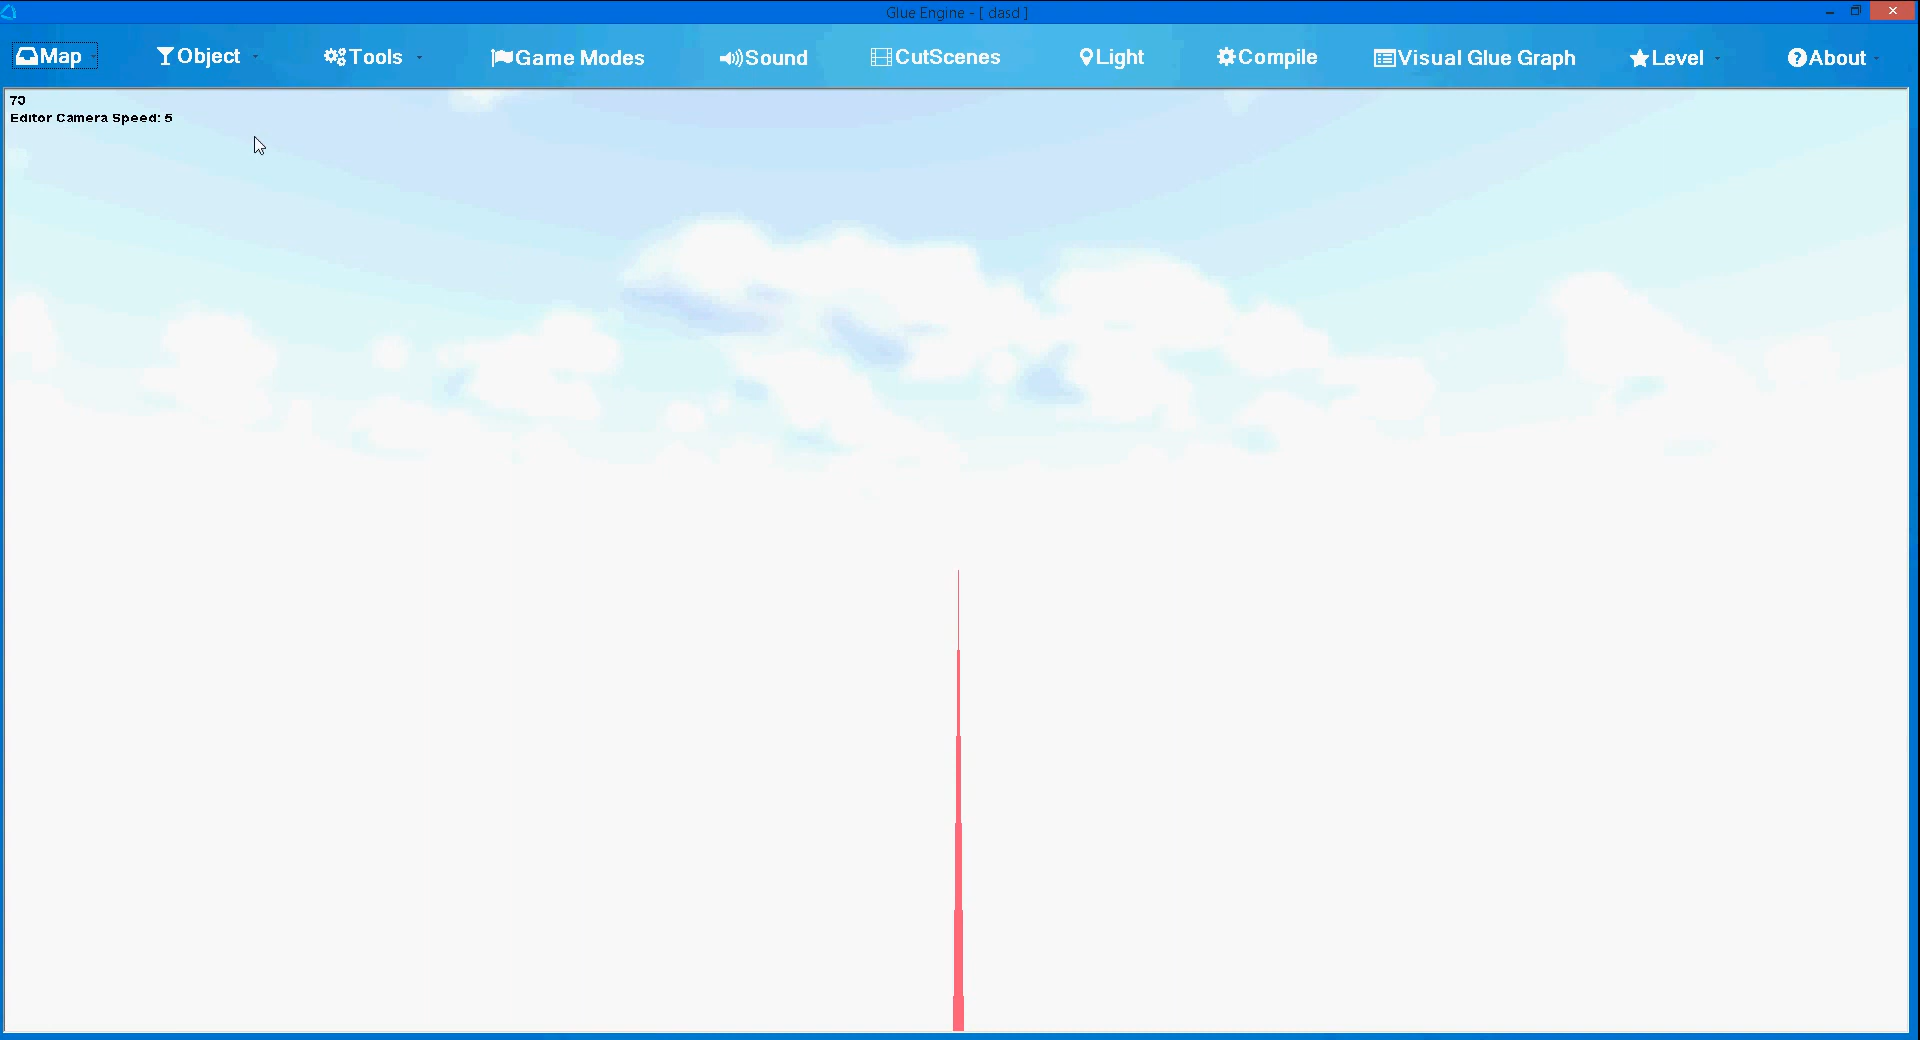 Glue Engine - [ dasd ]
Map Object Tools Game Modes Sound CutScenes Light Compile Visual Glue Graph Level About
Editor Camera Speed: 5